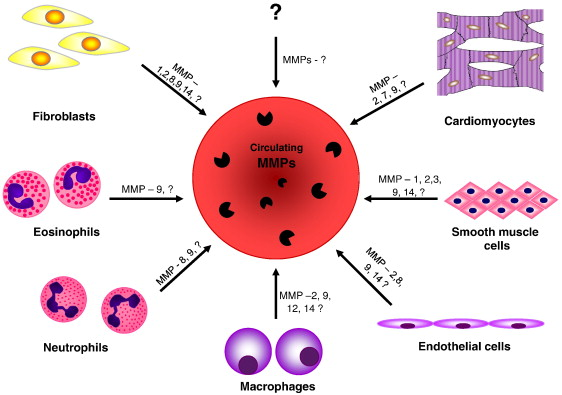 ?
MMPs - ?
MMP –
1,2,8,9,14, ?
MMP –
2, 7, 9, ?
Fibroblasts
Cardiomyocytes
Circulating
MMPs
MMP – 9, ?
MMP – 1, 2,3,
9, 14, ?
Eosinophils
Smooth muscle
cells
MMP - 8, 9, ?
MMP – 2,8,
9, 14 ?
MMP –2, 9,
12, 14 ?
Neutrophils
Endothelial cells
Macrophages